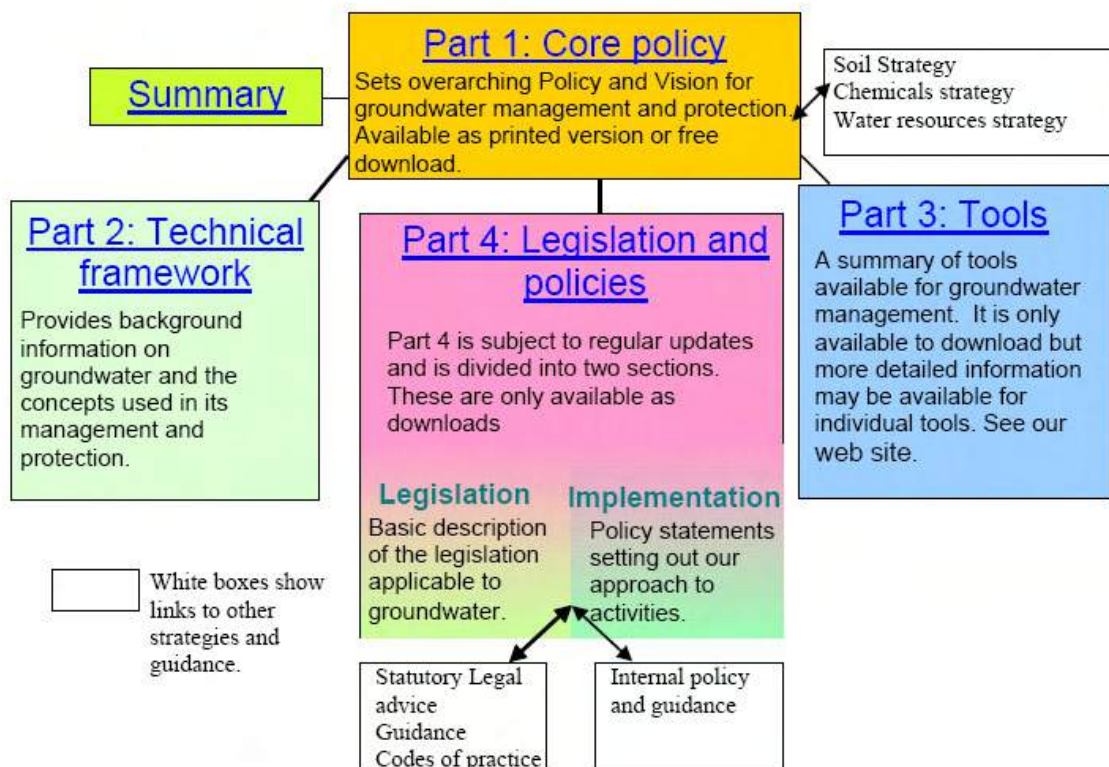 Summary
Part 1: Core policy
Sets overarching Policy and Vision for
groundwater management and protection.
Available as printed version or free
download.
Soil Strategy
Chemicals strategy
Water resources strategy
Part 2: Technical
framework
Provides background
information on
groundwater and the
concepts used in its
management and
protection.
Part 4: Legislation and
policies
Part 4 is subject to regular updates
and is divided into two sections.
These are only available as
downloads
Legislation
Basic description
of the legislation
applicable to
groundwater.
Implementation
Policy statements
setting out our
approach to
activities.
Part 3: Tools
A summary of tools
available for groundwater
management. It is only
available to download but
more detailed information
may be available for
individual tools. See our
web site.
White boxes show
links to other
strategies and
guidance.
Statutory Legal
advice
Guidance
Codes of practice
Internal policy
and guidance